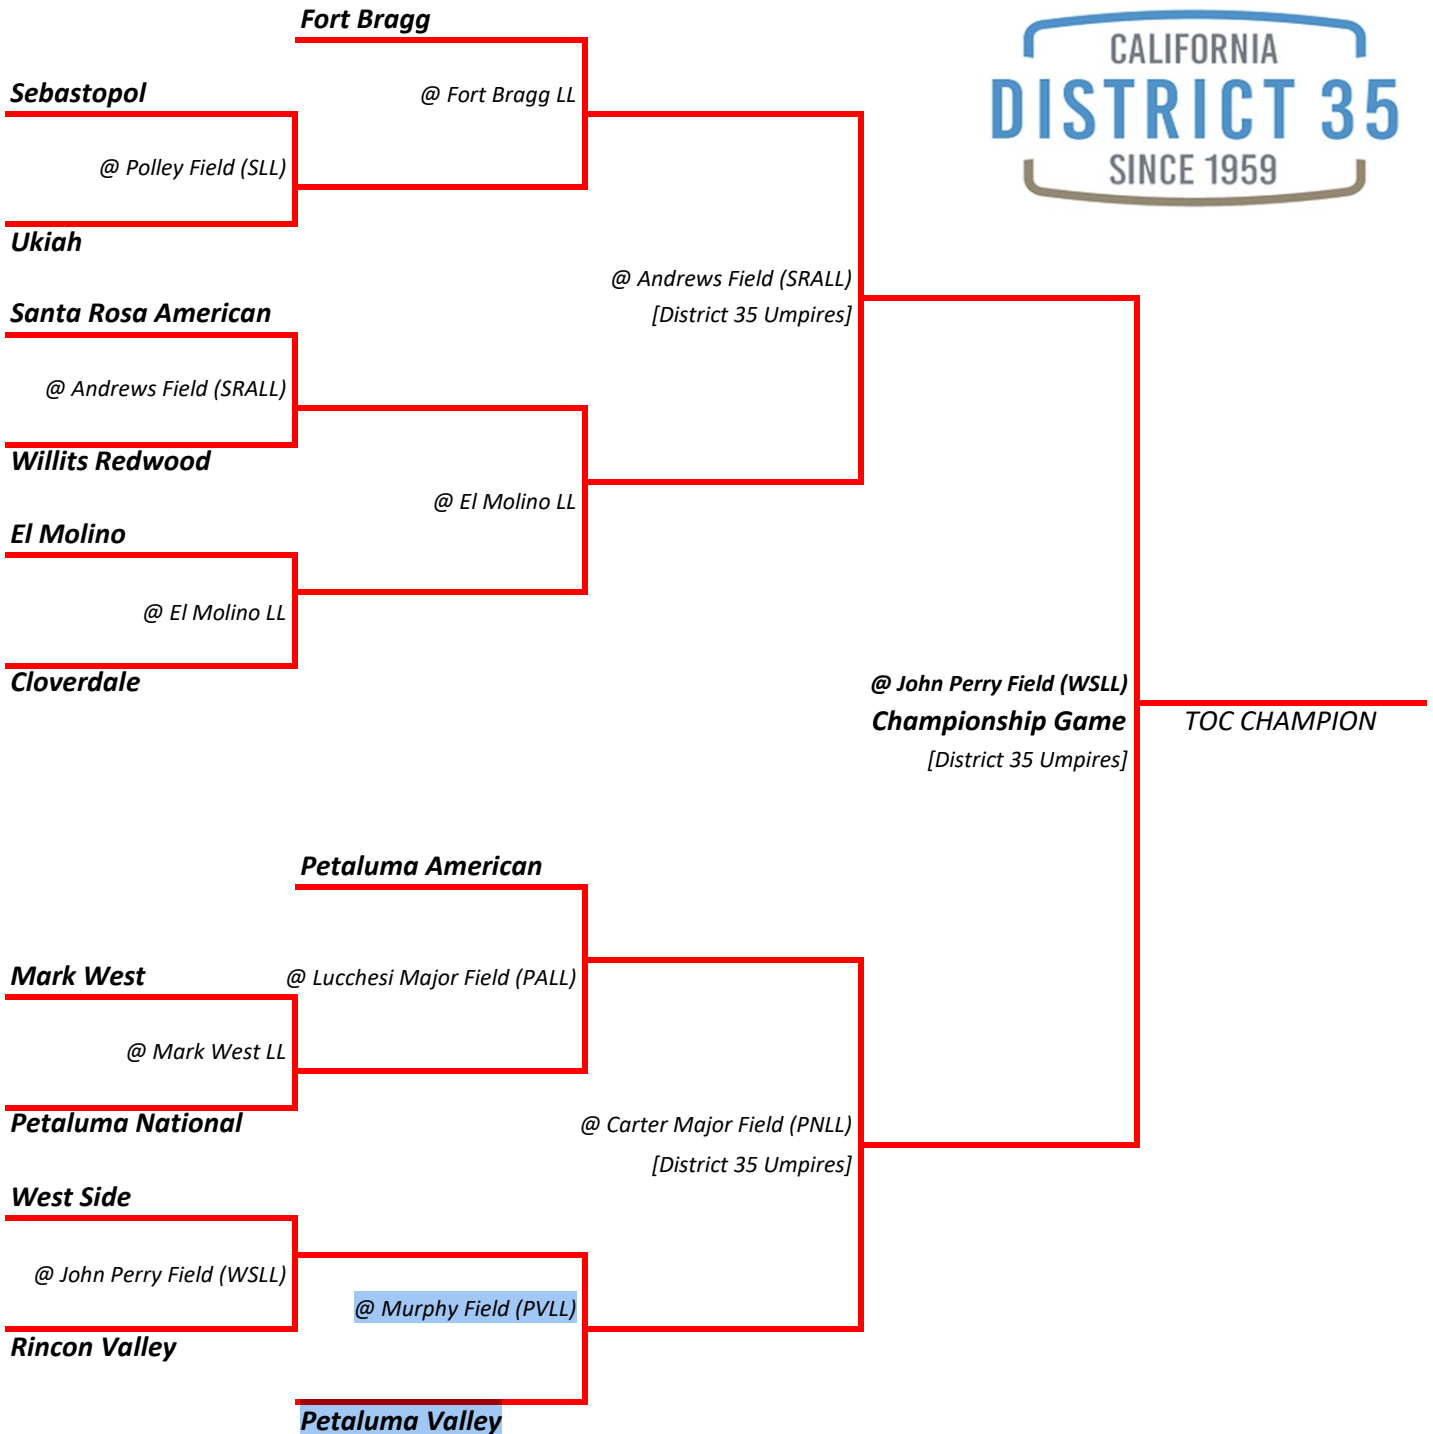 Fort Bragg
CALIFORNIA
DISTRICT 35
SINCE 1959
Sebastopol
@ Fort Bragg LL
@ Polley Field (SLL)
Ukiah
@ Andrews Field (SRALL)
[District 35 Umpires]
Santa Rosa American
@ Andrews Field (SRALL)
Willits Redwood
@ El Molino LL
El Molino
@ El Molino LL
Cloverdale
@ John Perry Field (WSLL)
Championship Game
TOC CHAMPION
[District 35 Umpires]
Petaluma American
Mark West
@ Lucchesi Major Field (PALL)
@ Mark West LL
Petaluma National
@ Carter Major Field (PNLL)
[District 35 Umpires]
West Side
@ John Perry Field (WSLL)
@ Murphy Field (PVLL)
Rincon Valley
Petaluma Valley